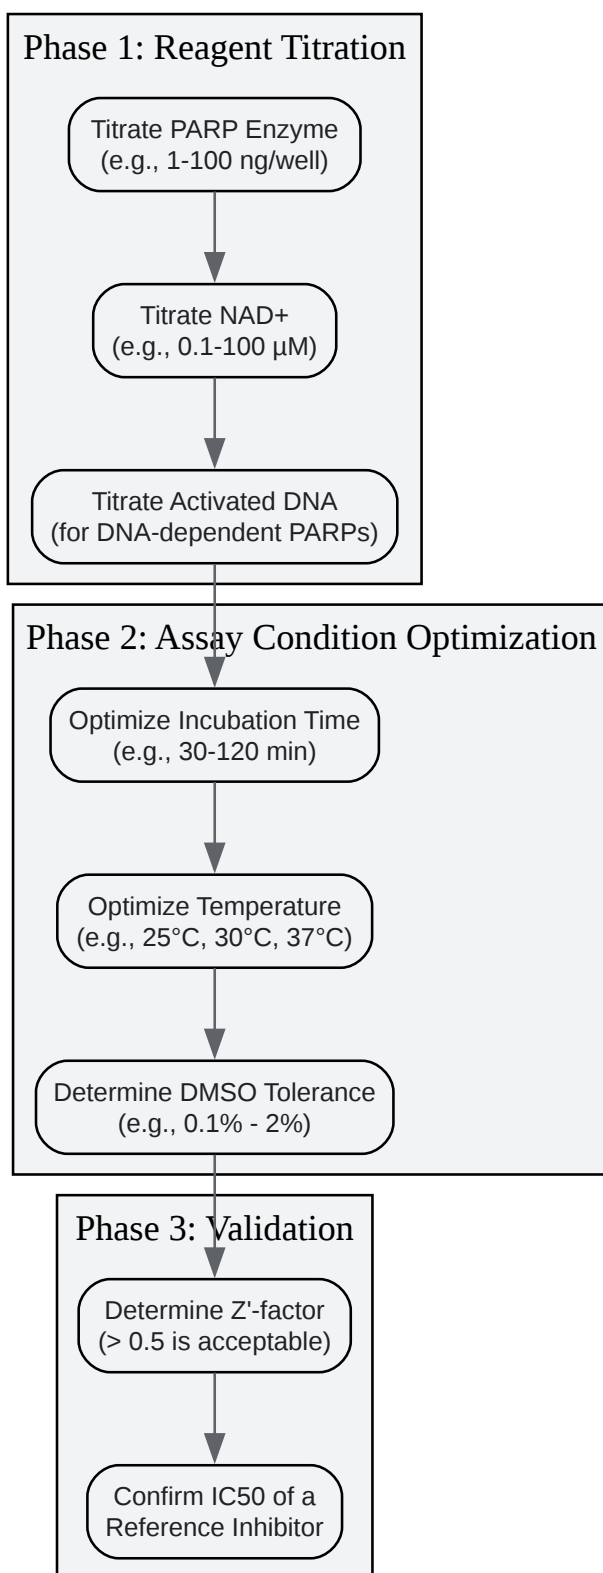 Phase 1: Reagent Titration
Titrate PARP Enzyme
(e.g., 1-100 ng/well)
Titrate NAD+
(e.g., 0.1-100 µM)
Titrate Activated DNA
(for DNA-dependent PARPs)
Phase 2: Assay Condition Optimization
Optimize Incubation Time
(e.g., 30-120 min)
Optimize Temperature
(e.g., 25°C, 30°C, 37°C)
Determine DMSO Tolerance
(e.g., 0.1% - 2%)
Phase 3: Validation
Determine Z'-factor
(> 0.5 is acceptable)
Confirm IC50 of a
Reference Inhibitor